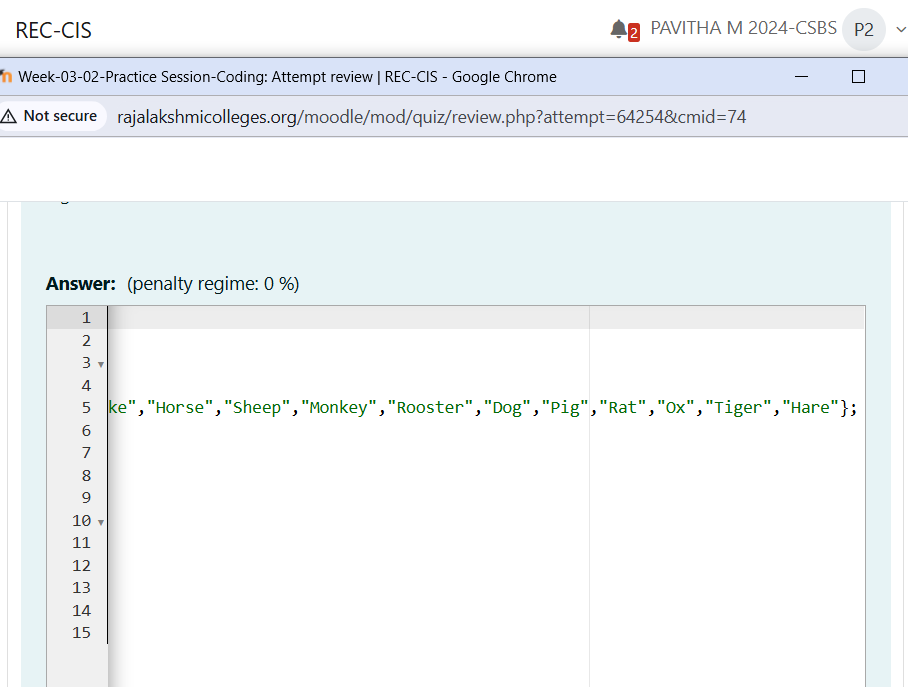 REC-CIS
2 PAVITHA M 2024-CSBS P2
Week-03-02-Practice Session-Coding: Attempt review | REC-CIS - Google Chrome
Not secure rajalakshmicolleges.org/moodle/mod/quiz/review.php?attempt=64254&cmid=74
Answer: (penalty regime: 0 %)
1
2
3
4
5 ke","Horse","Sheep","Monkey","Rooster","Dog","Pig","Rat","Ox","Tiger","Hare"};
6
7
8
9
10
11
12
13
14
15